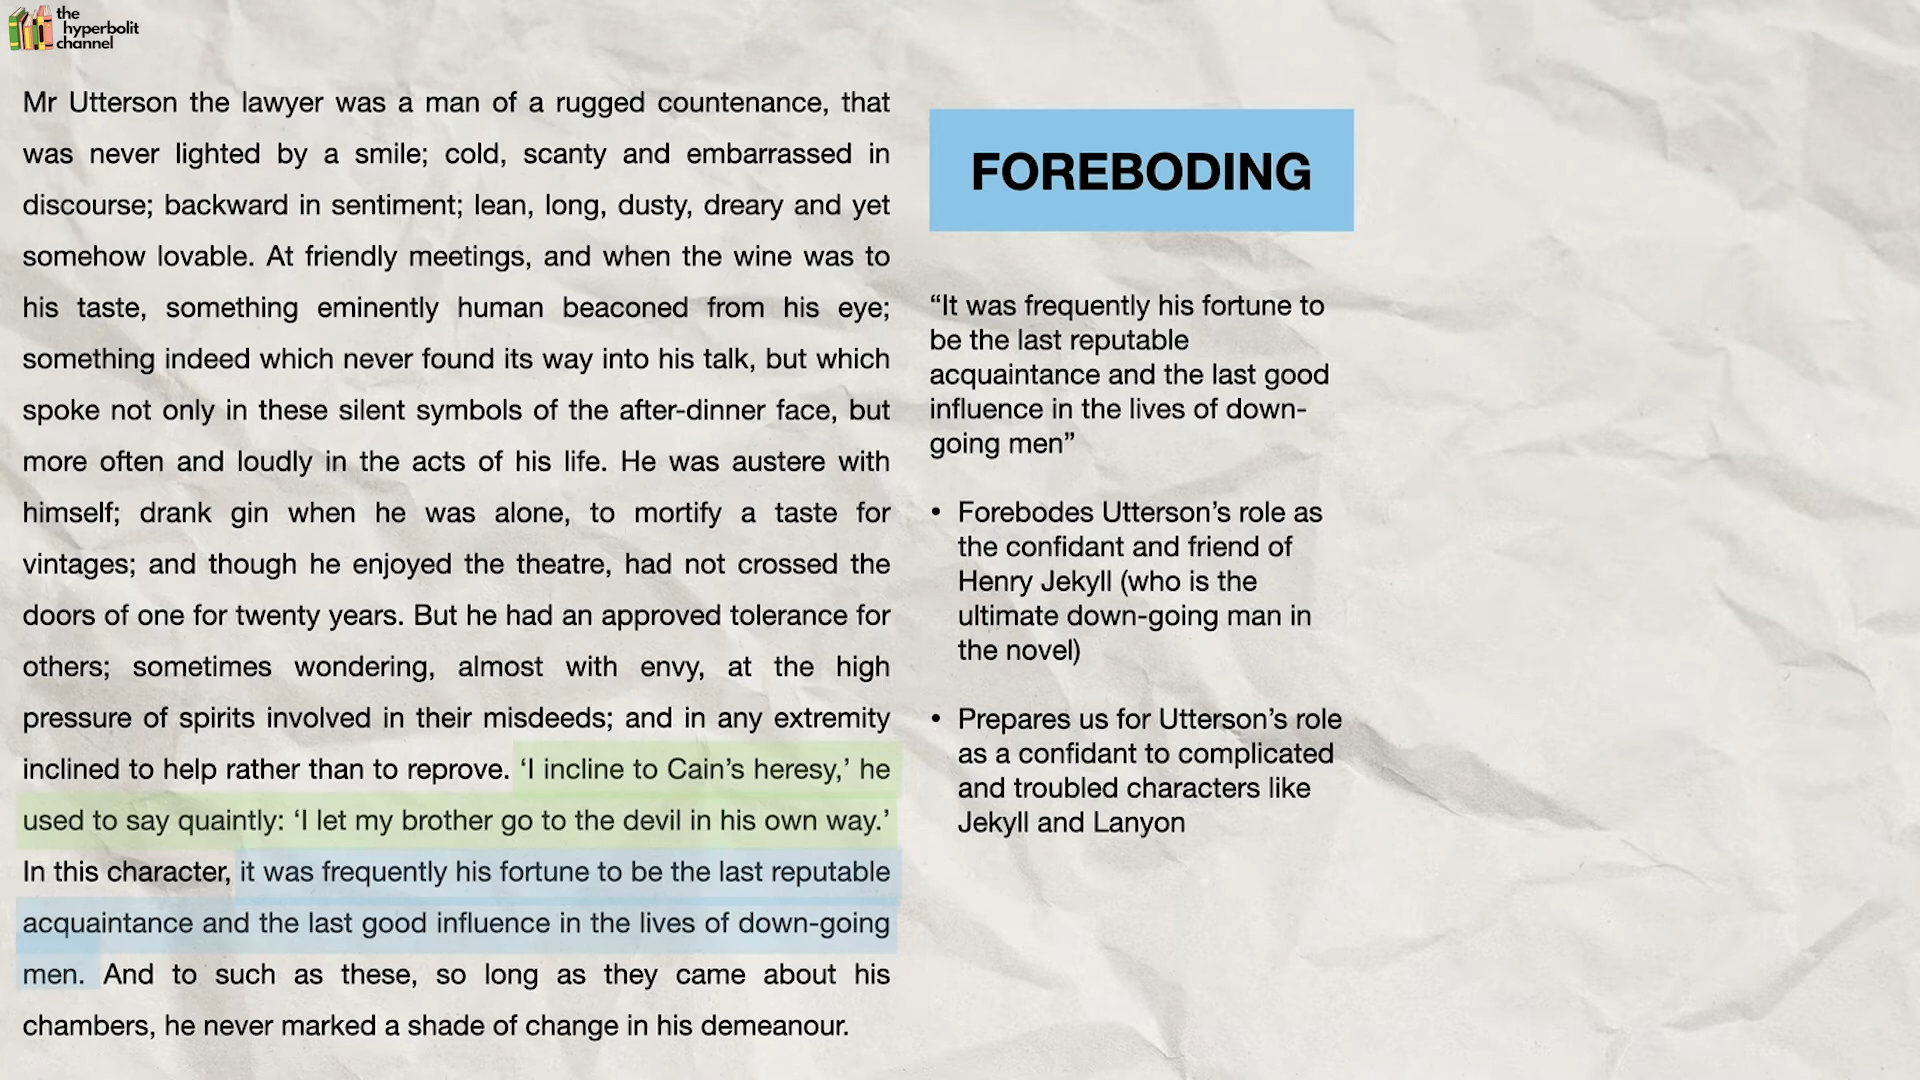 the
hyperbolit
channel
Mr Utterson the lawyer was a man of a rugged countenance, that
was never lighted by a smile; cold, scanty and embarrassed in
discourse; backward in sentiment; lean, long, dusty, dreary and yet
somehow lovable. At friendly meetings, and when the wine was to
his taste, something eminently human beaconed from his eye;
something indeed which never found its way into his talk, but which
spoke not only in these silent symbols of the after-dinner face, but
more often and loudly in the acts of his life. He was austere with
himself; drank gin when he was alone, to mortify a taste for
vintages; and though he enjoyed the theatre, had not crossed the
doors of one for twenty years. But he had an approved tolerance for
others; sometimes wondering, almost with envy, at the high
pressure of spirits involved in their misdeeds; and in any extremity
inclined to help rather than to reprove. ‘I incline to Cain’s heresy,’ he
used to say quaintly: ‘I let my brother go to the devil in his own way.’
In this character, it was frequently his fortune to be the last reputable
acquaintance and the last good influence in the lives of down-going
men. And to such as these, so long as they came about his
chambers, he never marked a shade of change in his demeanour.
FOREBODING
“It was frequently his fortune to
be the last reputable
acquaintance and the last good
influence in the lives of down-
going men”
• Forebodes Utterson’s role as
the confidant and friend of
Henry Jekyll (who is the
ultimate down-going man in
the novel)
• Prepares us for Utterson’s role
as a confidant to complicated
and troubled characters like
Jekyll and Lanyon